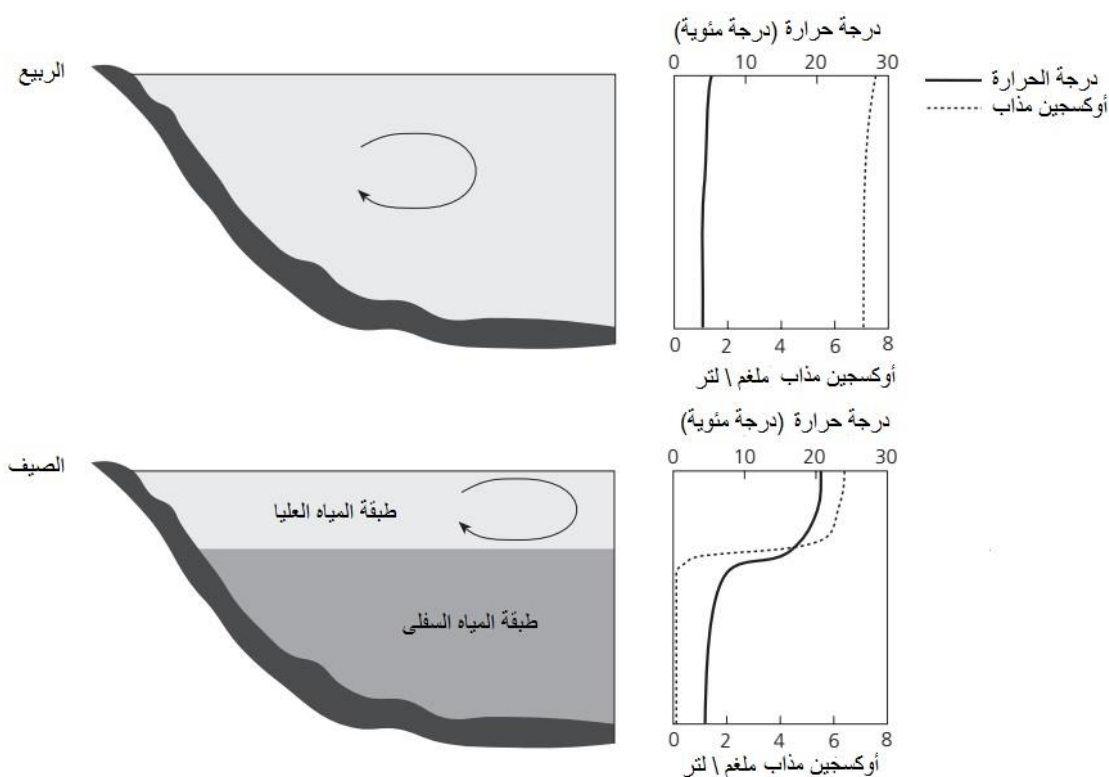 الربيع
درجة حرارة (درجة مئوية)
0 10 20 30
درجة الحرارة
أوكسجين مذاب
0 2 4 6 8
أوكسجين مذاب ملغم \ لتر
الصيف
درجة حرارة (درجة مئوية)
0 10 20 30
طبقة المياه العليا
طبقة المياه السفلى
0 2 4 6 8
أوكسجين مذاب ملغم \ لتر